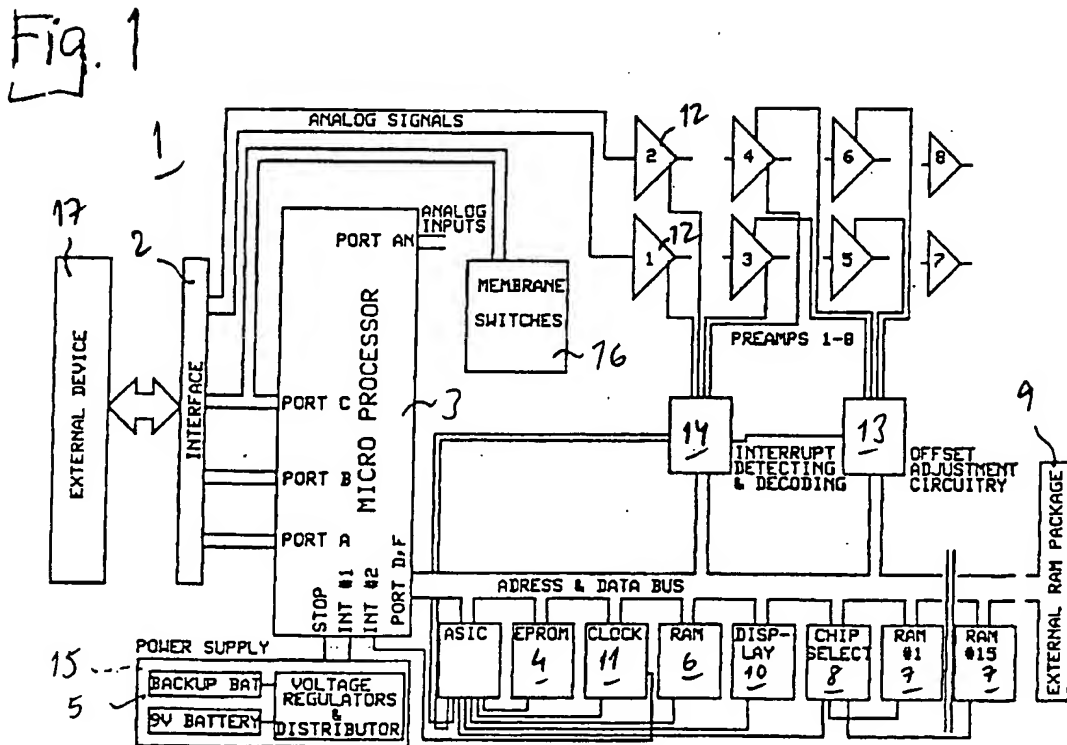 Fig. 1
1
ANALOG SIGNALS
12
2
4
6
8
12
1
3
5
7
PREAMPS 1-8
17
EXTERNAL DEVICE
2
INTERFACE
ANALOG
INPUTS
PORT AN
MICRO PROCESSOR
3
PORT C
PORT B
PORT A
STOP
INT #1
INT #2
PORT D,F
MEMBRANE
SWITCHES
16
14
INTERRUPT
DETECTING
& DECODING
13
OFFSET
ADJUSTMENT
CIRCUITRY
9
EXTERNAL RAM PACKAGE
ADRESS & DATA BUS
ASIC
EPROM
4
CLOCK
11
RAM
6
DISP-
LAY
10
CHIP
SELECT
8
RAM
#1
7
RAM
#15
7
POWER SUPPLY
15
5
BACKUP BAT
9V BATTERY
VOLTAGE
REGULATORS
&
DISTRIBUTOR